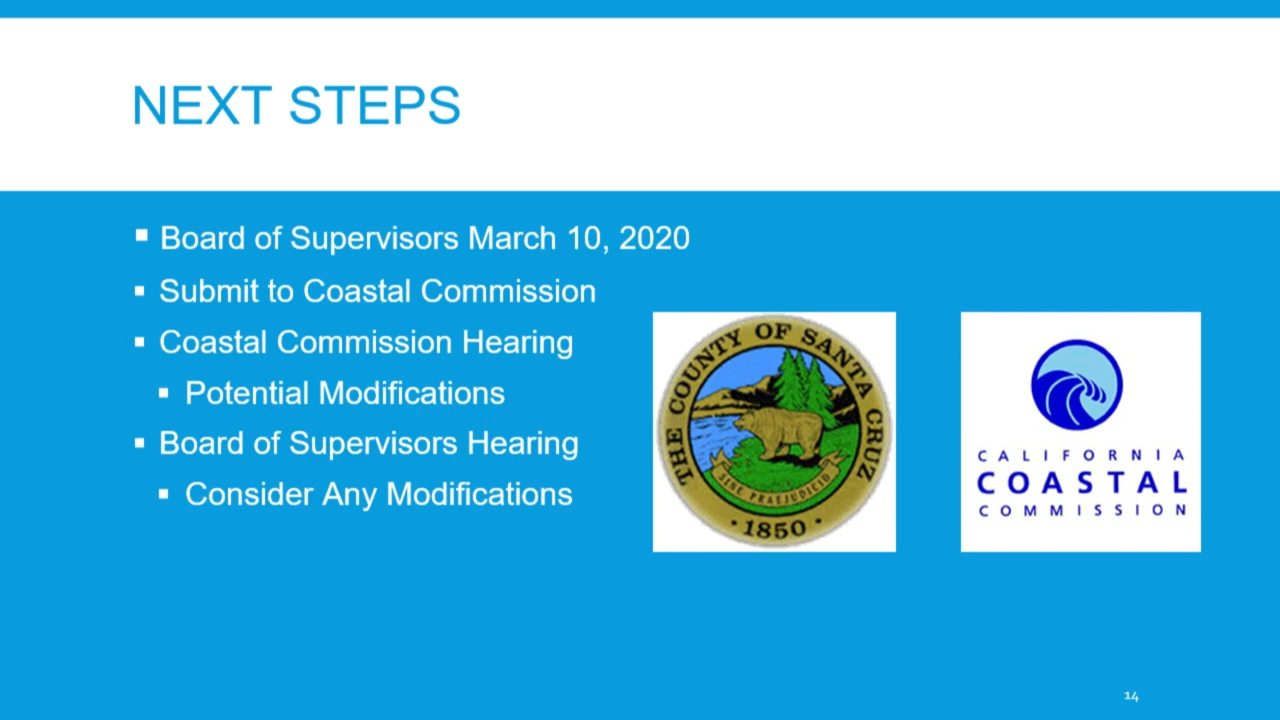 NEXT STEPS
▪ Board of Supervisors March 10, 2020
▪ Submit to Coastal Commission
▪ Coastal Commission Hearing
▪ Potential Modifications
▪ Board of Supervisors Hearing
▪ Consider Any Modifications
THE COUNTY OF SANTA CRUZ
SINE PRAEJUDICIO
· 1850 ·
CALIFORNIA
COASTAL
COMMISSION
14